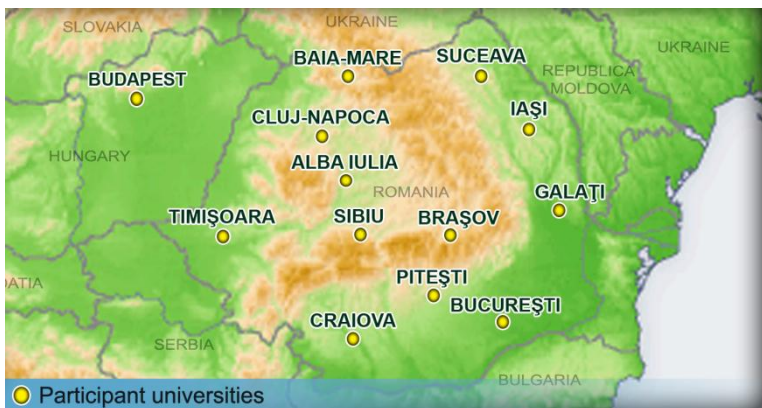 SLOVAKIA
UKRAINE
BAIA-MARE
SUCEAVA
UKRAINE
BUDAPEST
REPUBLICA
MOLDOVA
IAŞI
CLUJ-NAPOCA
HUNGARY
ALBA IULIA
ROMANIA
GALAŢI
TIMIŞOARA
SIBIU
BRAŞOV
PITEŞTI
OATIA
BUCUREŞTI
CRAIOVA
SERBIA
BULGARIA
Participant universities